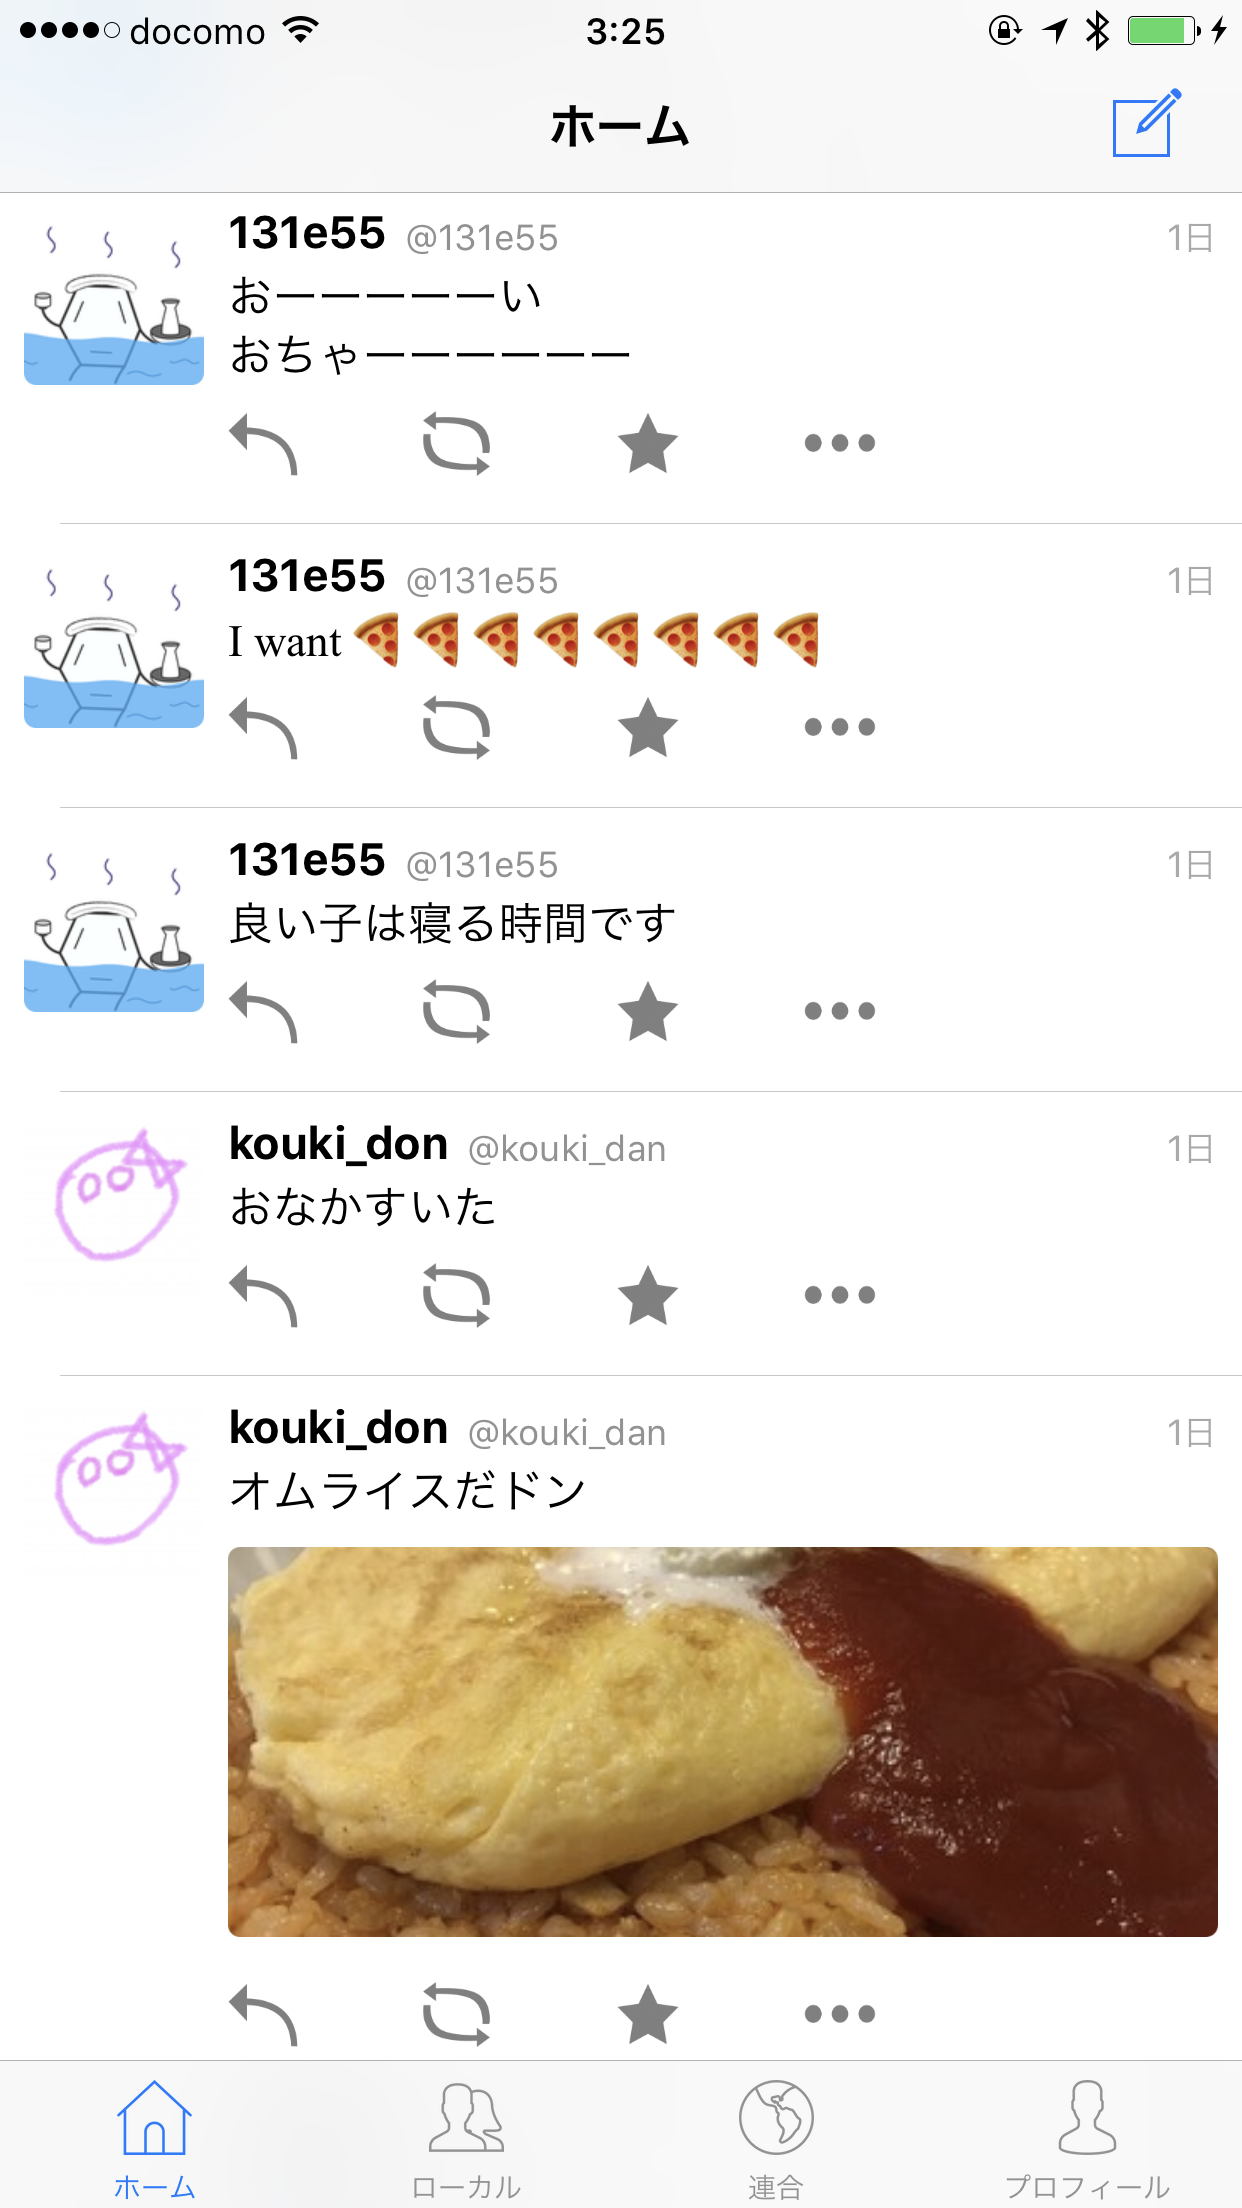 docomo 3:25
ホーム
131e55 @131e55 1日
おーーーーーい
おちゃーーーーーー
131e55 @131e55 1日
I want 🍕🍕🍕🍕🍕🍕🍕🍕
131e55 @131e55 1日
良い子は寝る時間です
kouki_don @kouki_dan 1日
おなかすいた
kouki_don @kouki_dan 1日
オムライスだドン
ホーム ローカル 連合 プロフィール